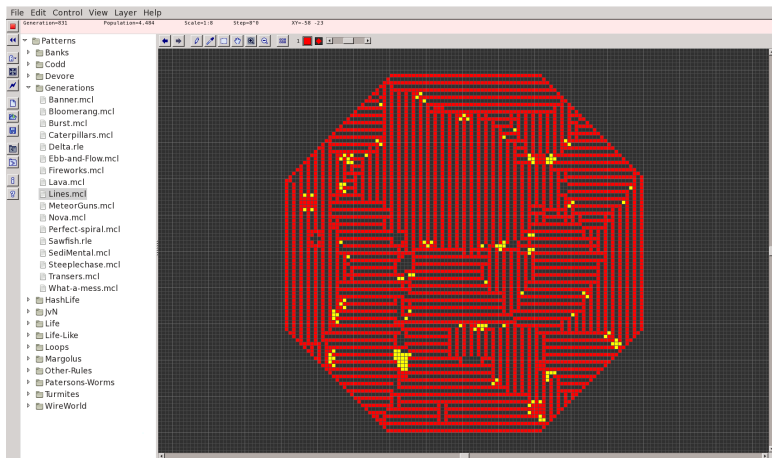 File Edit Control View Layer Help
Generation=831 Population=4,484 Scale=1:8 Step=8^0 XY=-58 -23
Patterns
1
Banks
Codd
Devore
Generations
Banner.mcl
Bloomerang.mcl
Burst.mcl
Caterpillars.mcl
Delta.rle
Ebb-and-Flow.mcl
Fireworks.mcl
Lava.mcl
Lines.mcl
MeteorGuns.mcl
Nova.mcl
Perfect-spiral.mcl
Sawfish.rle
SediMental.mcl
Steeplechase.mcl
Transers.mcl
What-a-mess.mcl
HashLife
JvN
Life
Life-Like
Loops
Margolus
Other-Rules
Patersons-Worms
Turmites
WireWorld